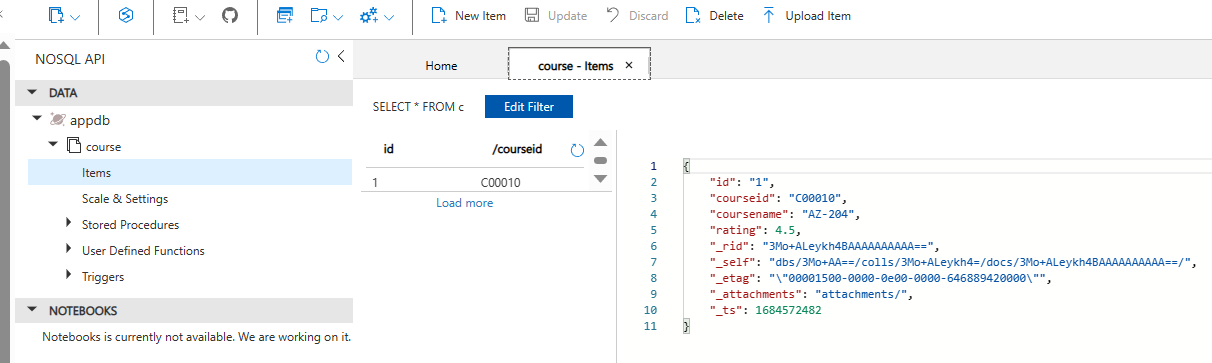 New Item Update Discard Delete Upload Item
NOSQL API
Home
course - Items
DATA
appdb
course
Items
Scale & Settings
Stored Procedures
User Defined Functions
Triggers
NOTEBOOKS
Notebooks is currently not available. We are working on it.
SELECT * FROM c
Edit Filter
id /courseid
1 C00010
Load more
1 {
2 "id": "1",
3 "courseid": "C00010",
4 "coursename": "AZ-204",
5 "rating": 4.5,
6 "_rid": "3Mo+ALeykh4BAAAAAAAAAA==",
7 "_self": "dbs/3Mo+AA==/colls/3Mo+ALeykh4=/docs/3Mo+ALeykh4BAAAAAAAAAA==/",
8 "_etag": "\"00001500-0000-0e00-0000-646889420000\"",
9 "_attachments": "attachments/",
10 "_ts": 1684572482
11 }